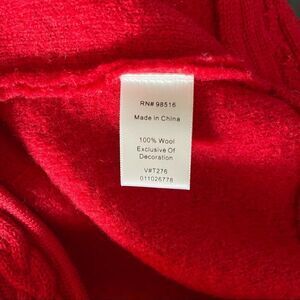 RN# 98516
Made in China
100% Wool
Exclusive Of
Decoration
V#T276
011026778